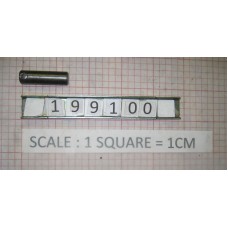 199100
SCALE : 1 SQUARE = 1CM